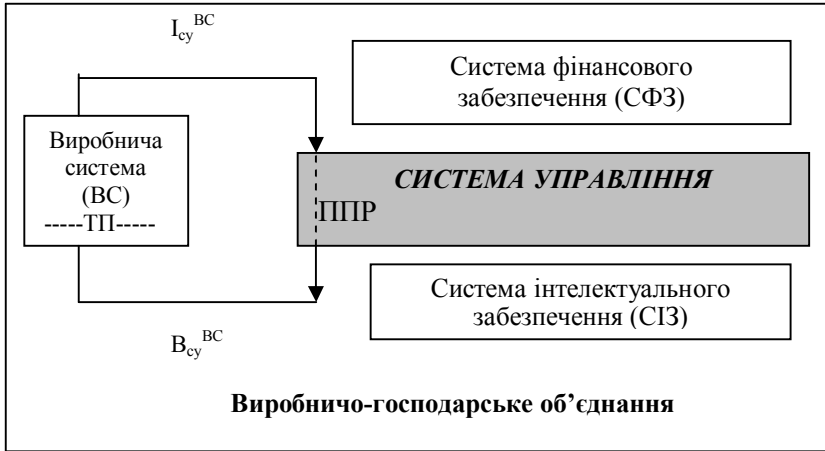 I_су^ВС
Система фінансового
забезпечення (СФЗ)
Виробнича
система
(ВС)
-----ТП-----
СИСТЕМА УПРАВЛІННЯ
ППР
Система інтелектуального
забезпечення (СІЗ)
В_су^ВС
Виробничо-господарське об’єднання